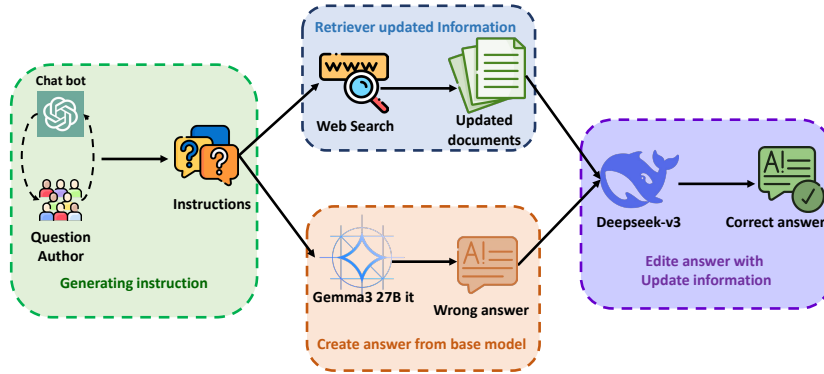 Chat bot
Question
Author
Instructions
Generating instruction
Retriever updated Information
WWW
Web Search
Updated
documents
Gemma3 27B it
A!
Wrong answer
Create answer from base model
Deepseek-v3
A!
Correct answer
Edite answer with
Update information